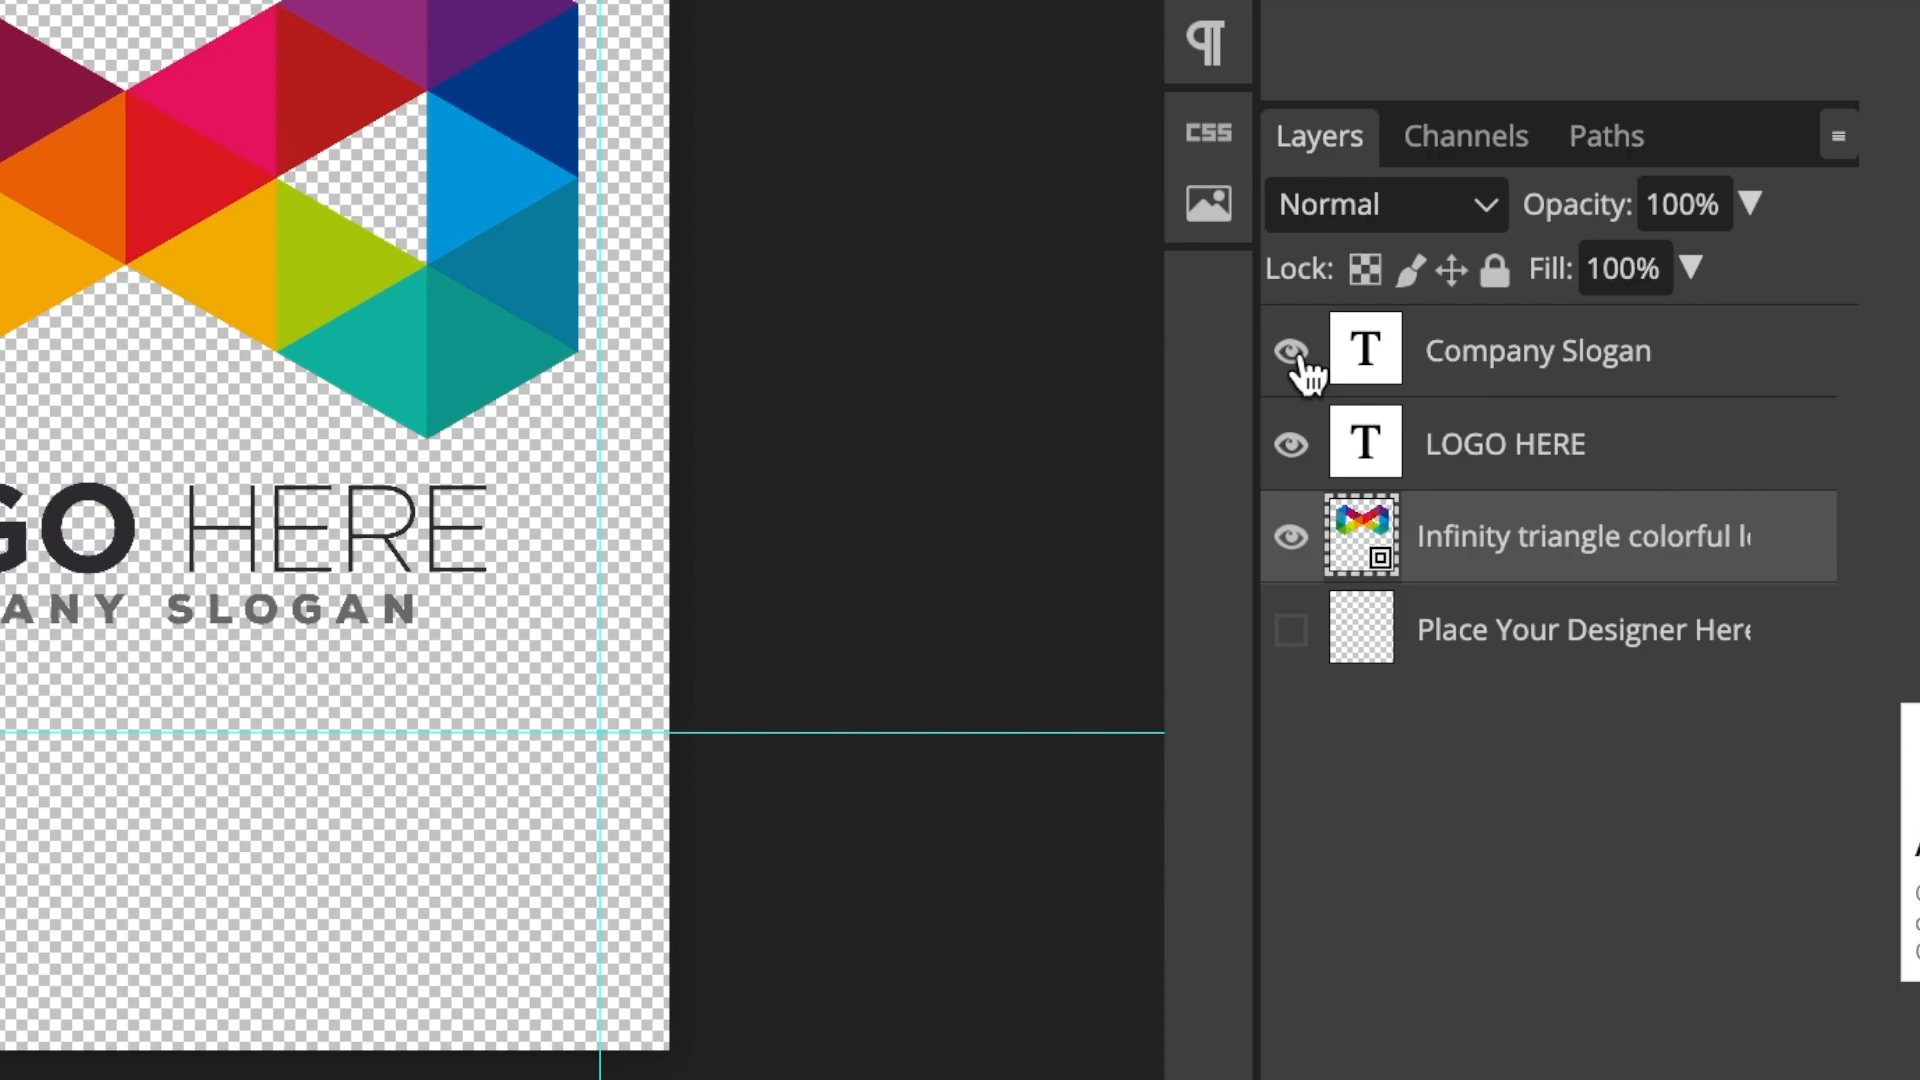 GO HERE
ANY SLOGAN
CSS
Layers Channels Paths
Normal Opacity: 100%
Lock: Fill: 100%
T Company Slogan
T LOGO HERE
Infinity triangle colorful l
Place Your Designer Here